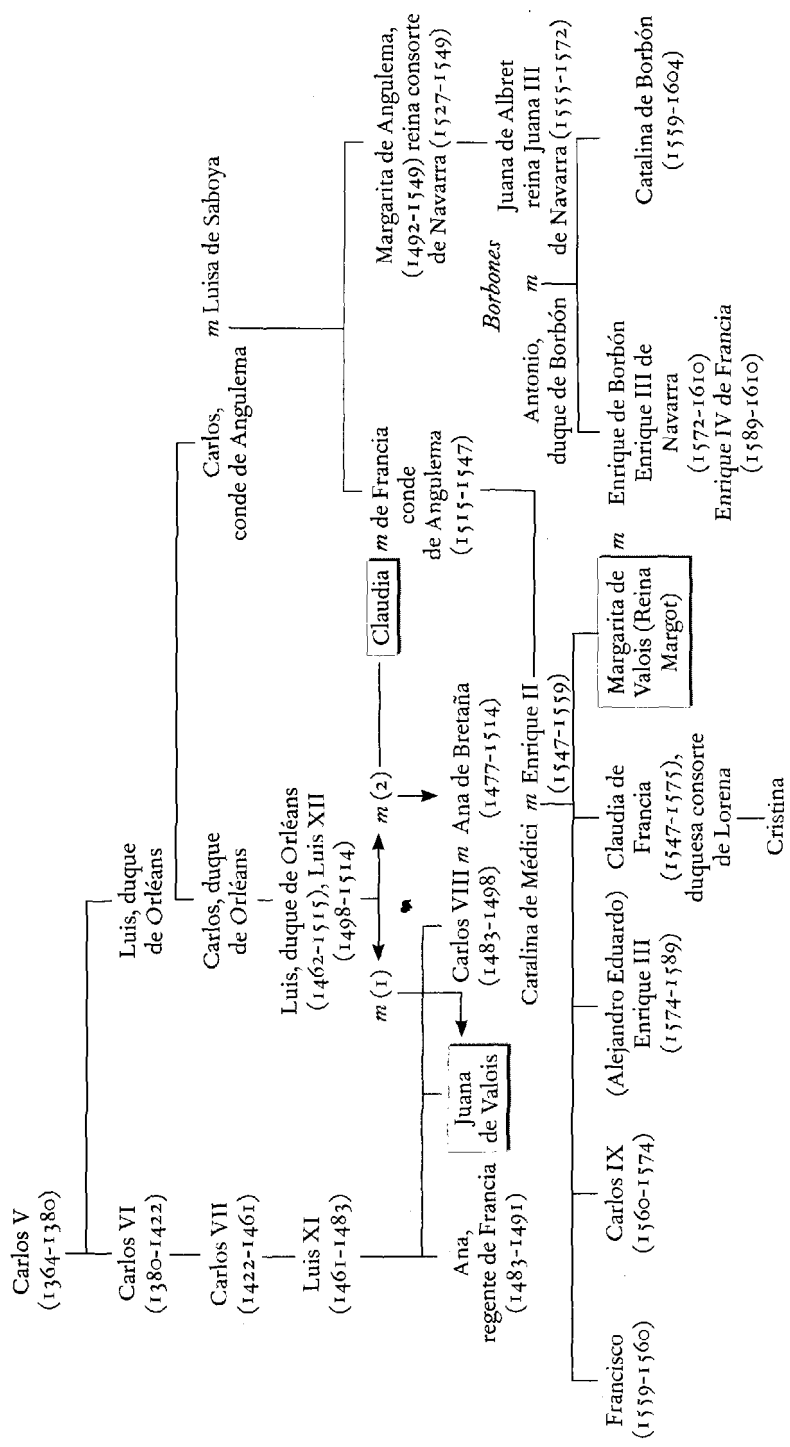 Carlos V
(1364-1380)
Carlos VI
(1380-1422)
Luis, duque
de Orléans
Carlos VII
(1422-1461)
Carlos, duque
de Orléans
Carlos,
conde de Angulema
m Luisa de Saboya
Luis XI
(1461-1483)
Luis, duque de Orléans
(1462-1515), Luis XII
(1498-1514)
m (1)
m (2)
Claudia
m de Francia
conde
de Angulema
(1515-1547)
Margarita de Angulema,
(1492-1549) reina consorte
de Navarra (1527-1549)
Ana,
regente de Francia
(1483-1491)
Juana
de Valois
Carlos VIII m Ana de Bretaña
(1483-1498)
(1477-1514)
Borbones
Antonio,
duque de Borbón
m
Juana de Albret
reina Juana III
de Navarra (1555-1572)
Catalina de Médici m Enrique II
(1547-1559)
Francisco
(1559-1560)
Carlos IX
(1560-1574)
(Alejandro Eduardo)
Enrique III
(1574-1589)
Claudia de
Francia
(1547-1575),
duquesa consorte
de Lorena
Cristina
Margarita de
Valois (Reina
Margot)
m
Enrique de Borbón
Enrique III de
Navarra
(1572-1610)
Enrique IV de Francia
(1589-1610)
Catalina de Borbón
(1559-1604)